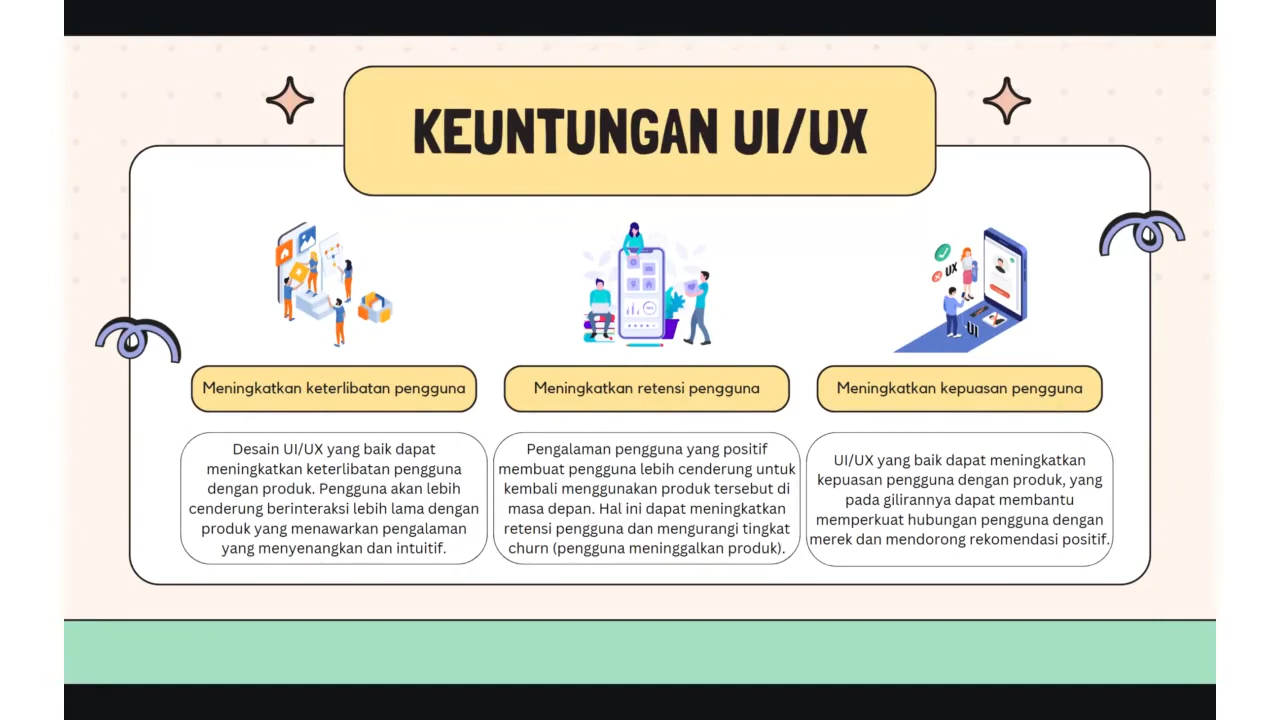 KEUNTUNGAN UI/UX
UX
UI
Meningkatkan keterlibatan pengguna
Desain UI/UX yang baik dapat
meningkatkan keterlibatan pengguna
dengan produk. Pengguna akan lebih
cenderung berinteraksi lebih lama dengan
produk yang menawarkan pengalaman
yang menyenangkan dan intuitif.
Meningkatkan retensi pengguna
Pengalaman pengguna yang positif
membuat pengguna lebih cenderung untuk
kembali menggunakan produk tersebut di
masa depan. Hal ini dapat meningkatkan
retensi pengguna dan mengurangi tingkat
churn (pengguna meninggalkan produk).
Meningkatkan kepuasan pengguna
UI/UX yang baik dapat meningkatkan
kepuasan pengguna dengan produk, yang
pada gilirannya dapat membantu
memperkuat hubungan pengguna dengan
merek dan mendorong rekomendasi positif.